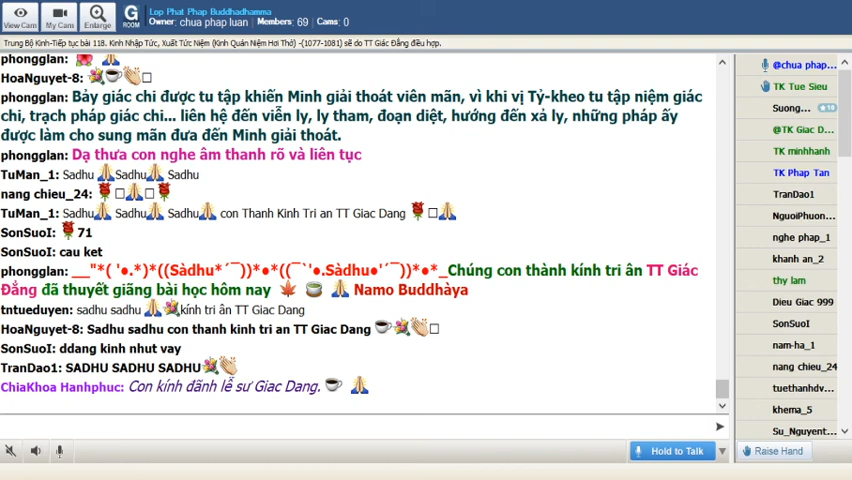 Lop Phat Phap Buddhadhamma
Owner: chua phap luan Members: 69 Cams: 0
View Cam
My Cams
Enlarge
G
ROOM
Trung Bộ Kinh-Tiếp tục bài 118. Kinh Nhập Tức, Xuất Tức Niệm (Kinh Quán Niệm Hơi Thở) -(1077-1081) sẽ do TT Giác Đẳng điều hợp.
phongglan:
HoaNguyet-8:
phongglan: Bảy giác chi được tu tập khiến Minh giải thoát viên mãn, vì khi vị Tỷ-kheo tu tập niệm giác
chi, trạch pháp giác chi... liên hệ đến viễn ly, ly tham, đoạn diệt, hướng đến xả ly, những pháp ấy
được làm cho sung mãn đưa đến Minh giải thoát.
phongglan: Dạ thưa con nghe âm thanh rõ và liên tục
TuMan_1: Sadhu 🙏Sadhu🙏 Sadhu
nang chieu_24:
TuMan_1: Sadhu🙏 Sadhu🙏 Sadhu🙏 con Thanh Kinh Tri an TT Giac Dang
SonSuoI: 🌹 71
SonSuoI: cau ket
phongglan: __"*( '●.*)*((Sàdhu*´¯))*●*((¯`'●.Sàdhu●'´¯))*●*_Chúng con thành kính tri ân TT Giác
Đẳng đã thuyết giãng bài học hôm nay 🍁 🍵 🙏 Namo Buddhàya
tntueduyen: sadhu sadhu 🙏💐kính tri ân TT Giac Dang
HoaNguyet-8: Sadhu sadhu con thanh kinh tri an TT Giac Dang
SonSuoI: ddang kinh nhut vay
TranDao1: SADHU SADHU SADHU
ChiaKhoa Hanhphuc: Con kính đãnh lễ sư Giac Dang.
Hold to Talk
@chua phap...
TK Tue Sieu
Suong...
★10
@TK Giac D...
TK minhhanh
TK Phap Tan
TranDao1
NguoiPhuon...
nghe phap_1
khanh an_2
thy lam
Dieu Giac 999
SonSuoI
nam-ha_1
nang chieu_24
tuethanhdv...
khema_5
Su_Nguyent...
Raise Hand